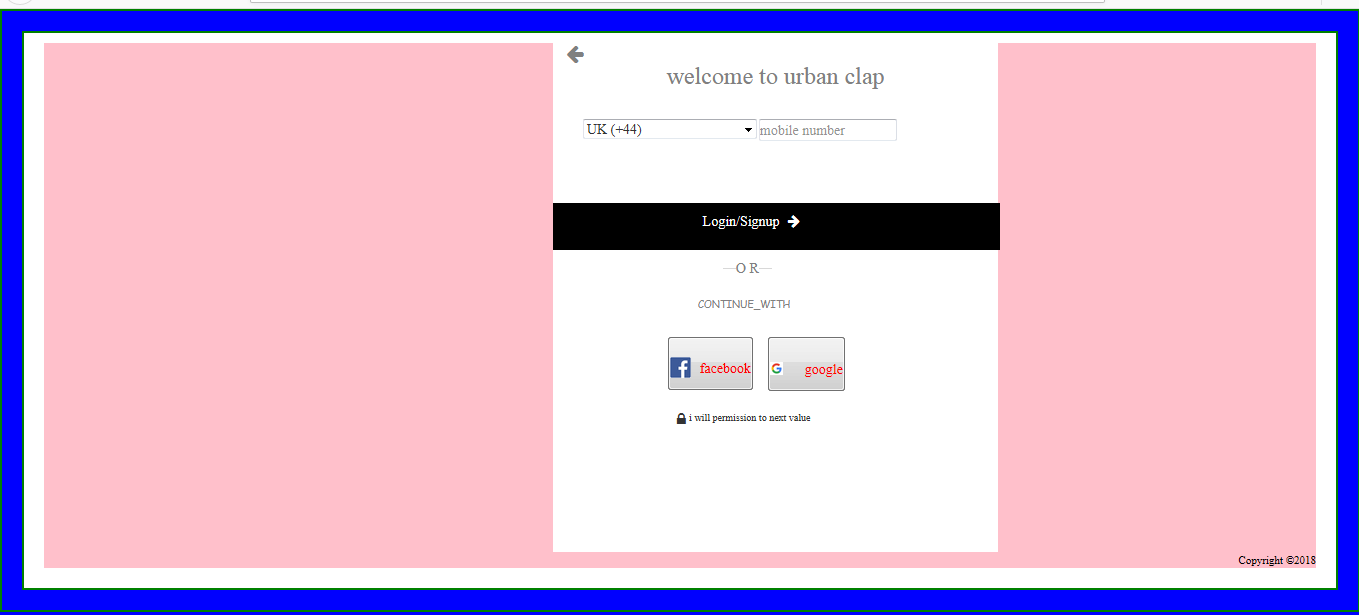 welcome to urban clap
UK (+44) mobile number
Login/Signup
—O R—
CONTINUE_WITH
facebook google
i will permission to next value
Copyright ©2018